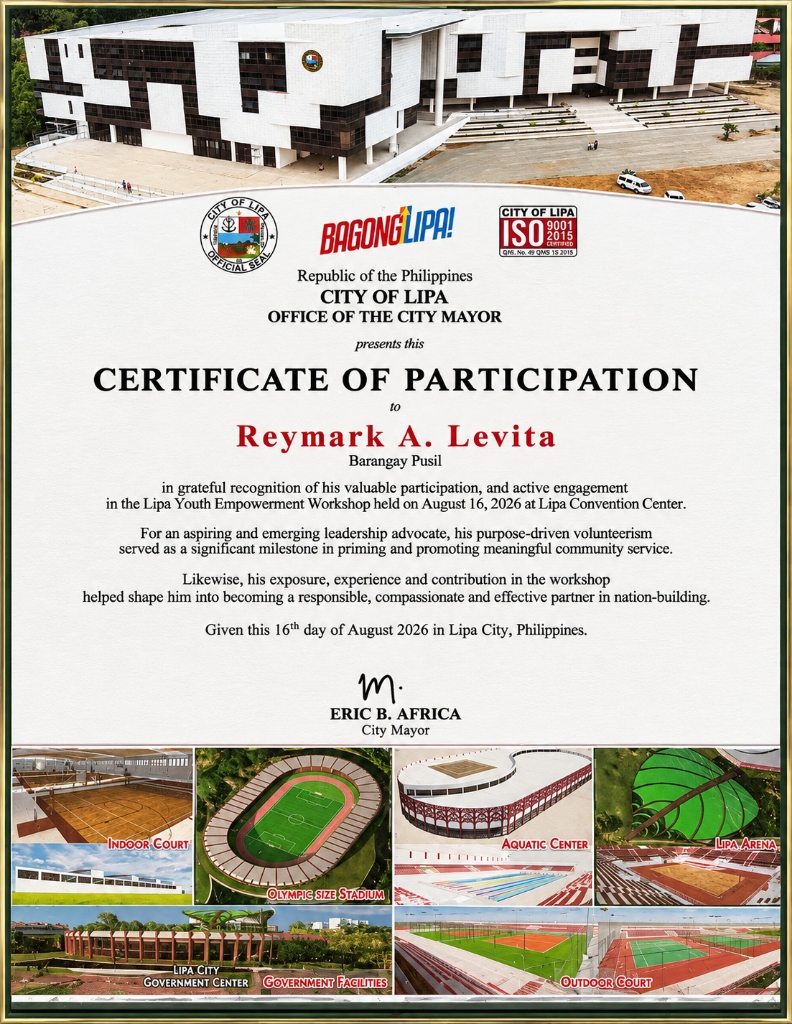 CITY OF LIPA
OFFICIAL SEAL
BAGONG LIPA!
CITY OF LIPA
ISO 9001
2015
CERTIFIED
QMS. No. 49 QMS 15 2015
Republic of the Philippines
CITY OF LIPA
OFFICE OF THE CITY MAYOR
presents this
CERTIFICATE OF PARTICIPATION
to
Reymark A. Levita
Barangay Pusil
in grateful recognition of his valuable participation, and active engagement
in the Lipa Youth Empowerment Workshop held on August 16, 2026 at Lipa Convention Center.
For an aspiring and emerging leadership advocate, his purpose-driven volunteerism
served as a significant milestone in priming and promoting meaningful community service.
Likewise, his exposure, experience and contribution in the workshop
helped shape him into becoming a responsible, compassionate and effective partner in nation-building.
Given this 16th day of August 2026 in Lipa City, Philippines.
ERIC B. AFRICA
City Mayor
INDOOR COURT
OLYMPIC SIZE STADIUM
AQUATIC CENTER
LIPA ARENA
LIPA CITY
GOVERNMENT CENTER
GOVERNMENT FACILITIES
OUTDOOR COURT